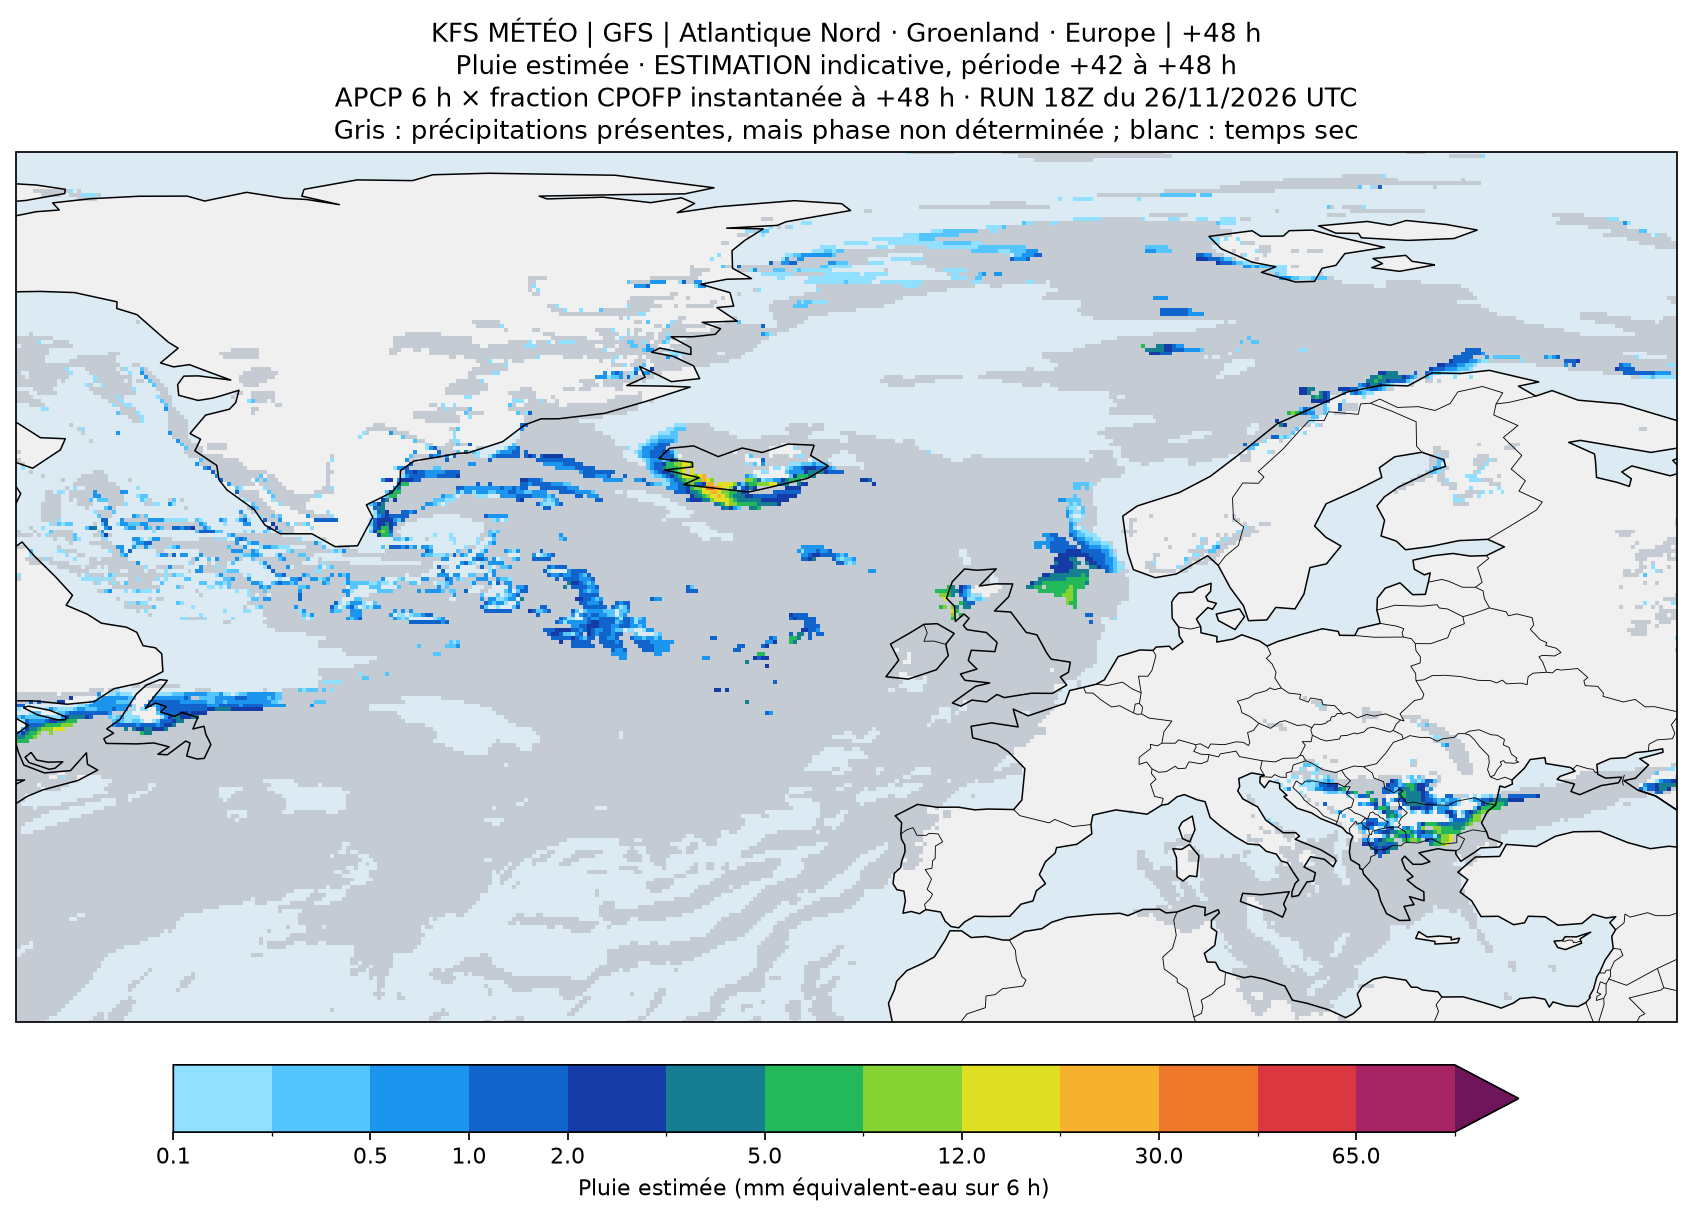 KFS MÉTÉO | GFS | Atlantique Nord · Groenland · Europe | +48 h
Pluie estimée · ESTIMATION indicative, période +42 à +48 h
APCP 6 h × fraction CPOFP instantanée à +48 h · RUN 18Z du 26/11/2026 UTC
Gris : précipitations présentes, mais phase non déterminée ; blanc : temps sec
0.1 0.5 1.0 2.0 5.0 12.0 30.0 65.0
Pluie estimée (mm équivalent-eau sur 6 h)